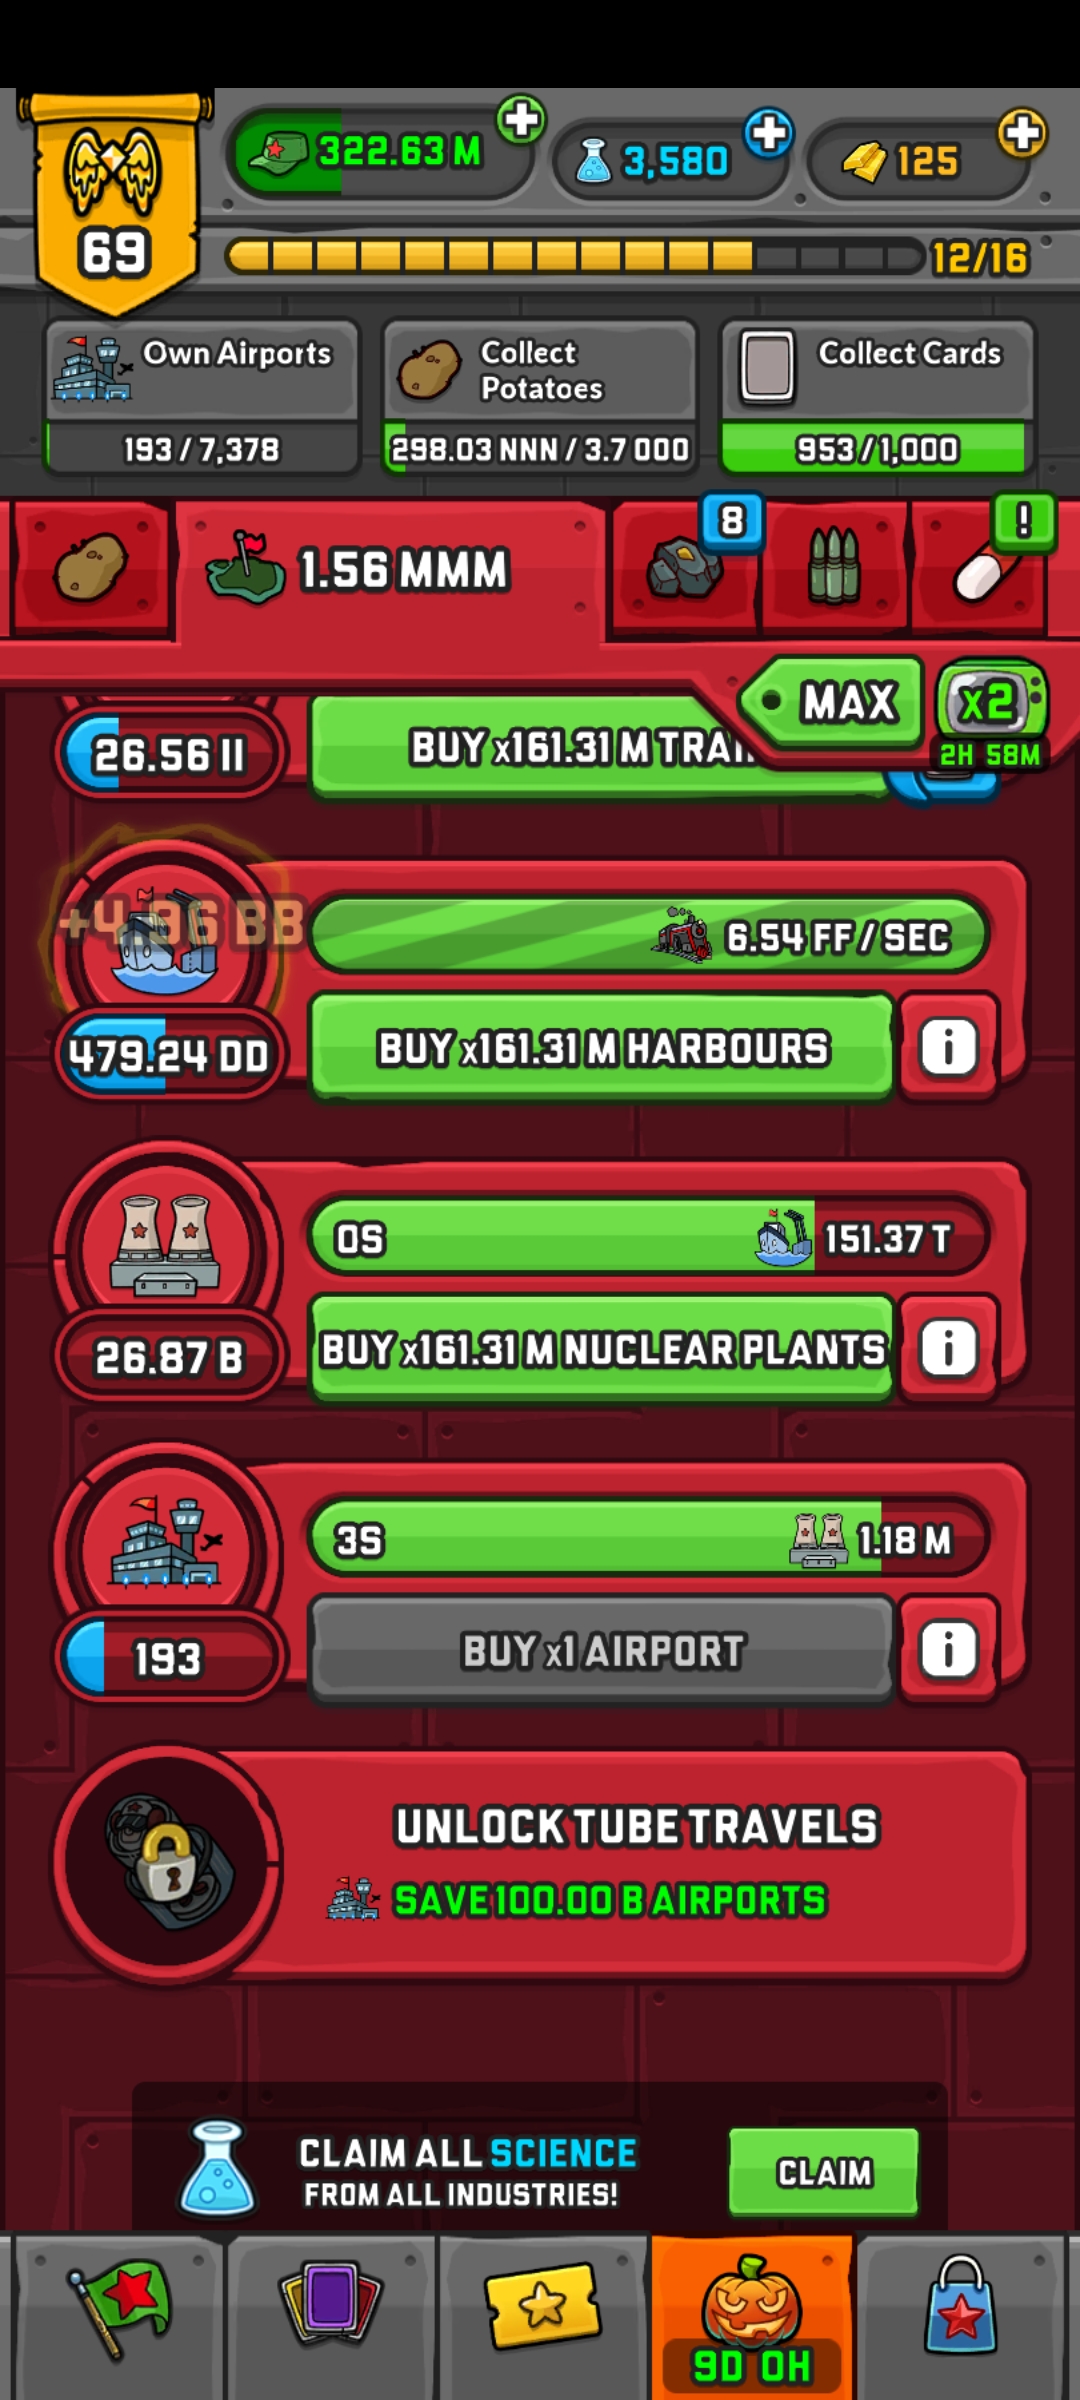 69
322.63 M
3,580
125
12/16
Own Airports
193 / 7,378
Collect
Potatoes
298.03 NNN / 3.7 OOO
Collect Cards
953 / 1,000
1.56 MMM
8
!
MAX
x2
2H 58M
26.56 II
BUY x161.31 M TRAI
+4.96 BB
6.54 FF / SEC
479.24 DD
BUY x161.31 M HARBOURS
i
0S
151.37 T
26.87 B
BUY x161.31 M NUCLEAR PLANTS
i
3S
1.18 M
193
BUY x1 AIRPORT
i
UNLOCK TUBE TRAVELS
SAVE 100.00 B AIRPORTS
CLAIM ALL SCIENCE
FROM ALL INDUSTRIES!
CLAIM
9D 0H